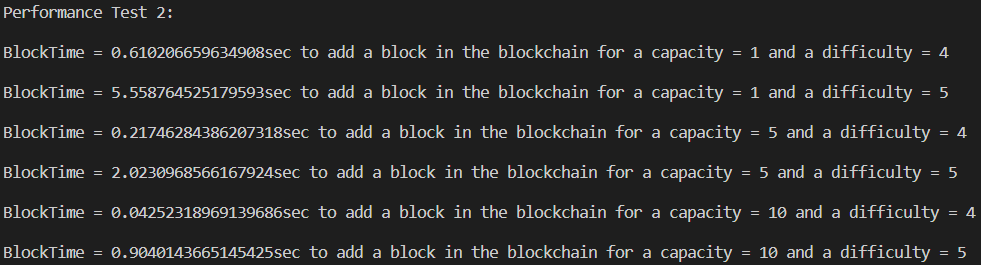 Performance Test 2:
BlockTime = 0.610206659634908sec to add a block in the blockchain for a capacity = 1 and a difficulty = 4
BlockTime = 5.558764525179593sec to add a block in the blockchain for a capacity = 1 and a difficulty = 5
BlockTime = 0.21746284386207318sec to add a block in the blockchain for a capacity = 5 and a difficulty = 4
BlockTime = 2.0230968566167924sec to add a block in the blockchain for a capacity = 5 and a difficulty = 5
BlockTime = 0.04252318969139686sec to add a block in the blockchain for a capacity = 10 and a difficulty = 4
BlockTime = 0.9040143665145425sec to add a block in the blockchain for a capacity = 10 and a difficulty = 5